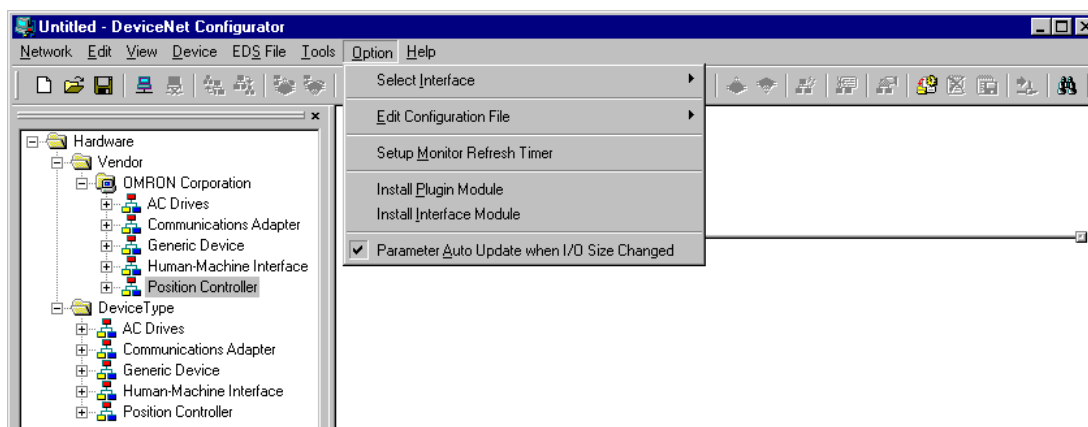 Untitled - DeviceNet Configurator
Network Edit View Device EDS File Tools Option Help
Select Interface
Edit Configuration File
Setup Monitor Refresh Timer
Install Plugin Module
Install Interface Module
Parameter Auto Update when I/O Size Changed
Hardware
Vendor
OMRON Corporation
AC Drives
Communications Adapter
Generic Device
Human-Machine Interface
Position Controller
DeviceType
AC Drives
Communications Adapter
Generic Device
Human-Machine Interface
Position Controller